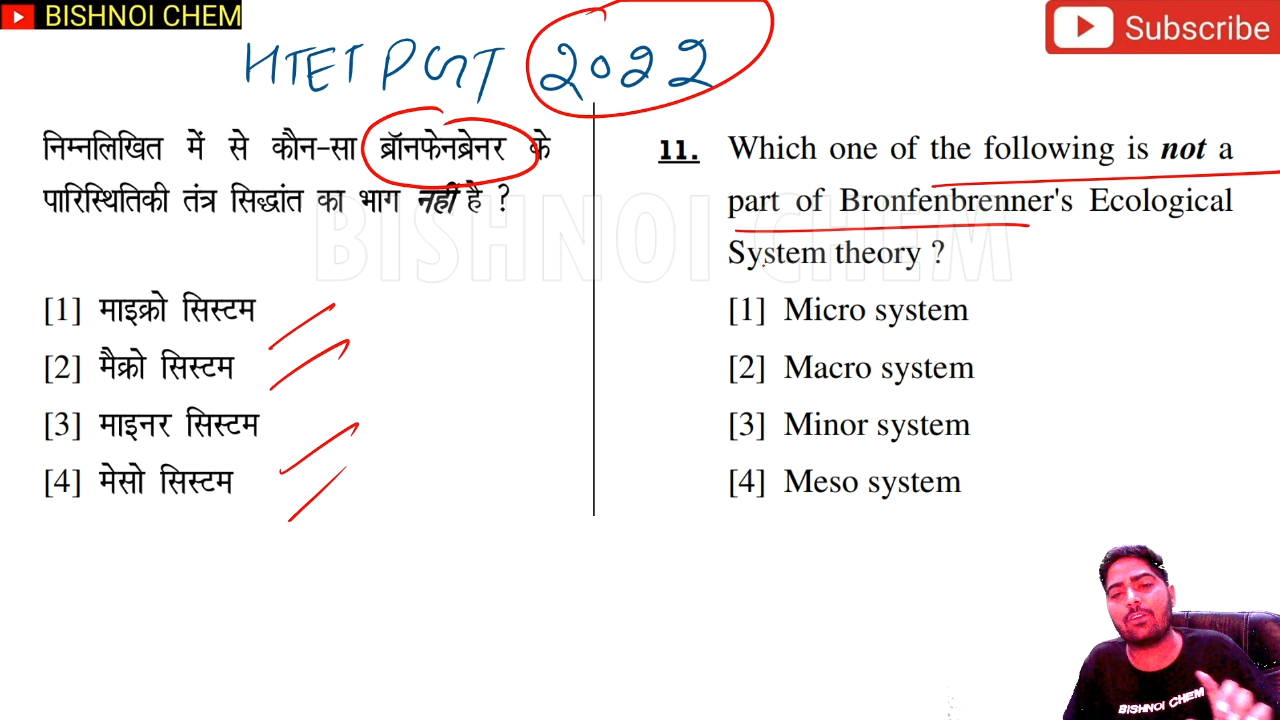 BISHNOI CHEM
Subscribe
HTET PGT 2022
निम्नलिखित में से कौन-सा ब्रॉनफेनब्रेनर के
पारिस्थितिकी तंत्र सिद्धांत का भाग नहीं है ?
[1] माइक्रो सिस्टम
[2] मैक्रो सिस्टम
[3] माइनर सिस्टम
[4] मेसो सिस्टम
11. Which one of the following is not a
part of Bronfenbrenner's Ecological
System theory ?
[1] Micro system
[2] Macro system
[3] Minor system
[4] Meso system
BISHNOI CHEM
BISHNOI CHEM